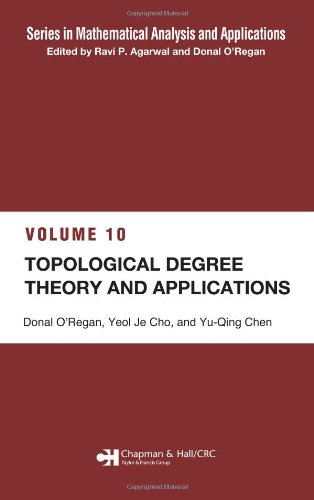 Series in Mathematical Analysis and Applications
Edited by Ravi P. Agarwal and Donal O'Regan
VOLUME 10
TOPOLOGICAL DEGREE
THEORY AND APPLICATIONS
Donal O'Regan, Yeol Je Cho, and Yu-Qing Chen
Chapman & Hall/CRC
Taylor & Francis Group